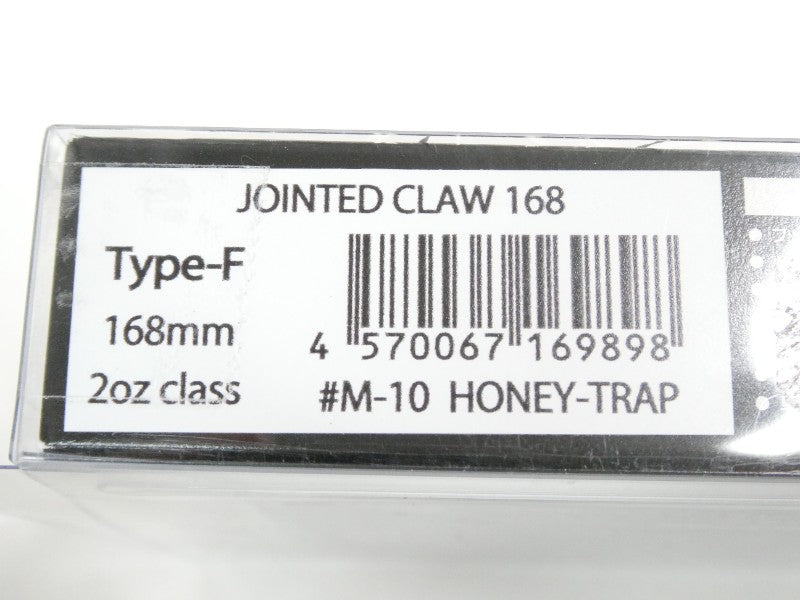 JOINTED CLAW 168
Type-F
168mm
2oz class
4 570067 169898
#M-10 HONEY-TRAP